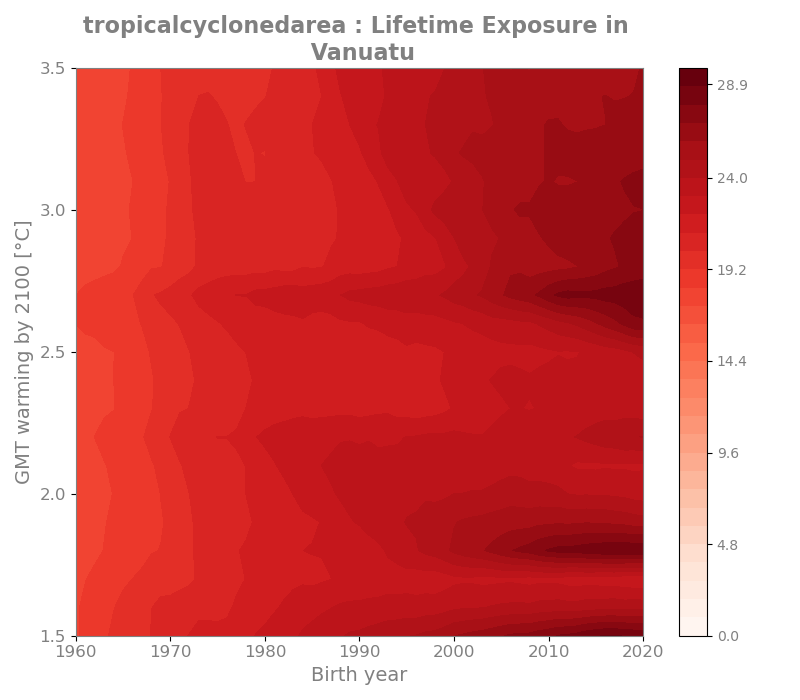 tropicalcyclonedarea : Lifetime Exposure in
Vanuatu
GMT warming by 2100 [°C]
3.5
3.0
2.5
2.0
1.5
1960 1970 1980 1990 2000 2010 2020
Birth year
28.9
24.0
19.2
14.4
9.6
4.8
0.0